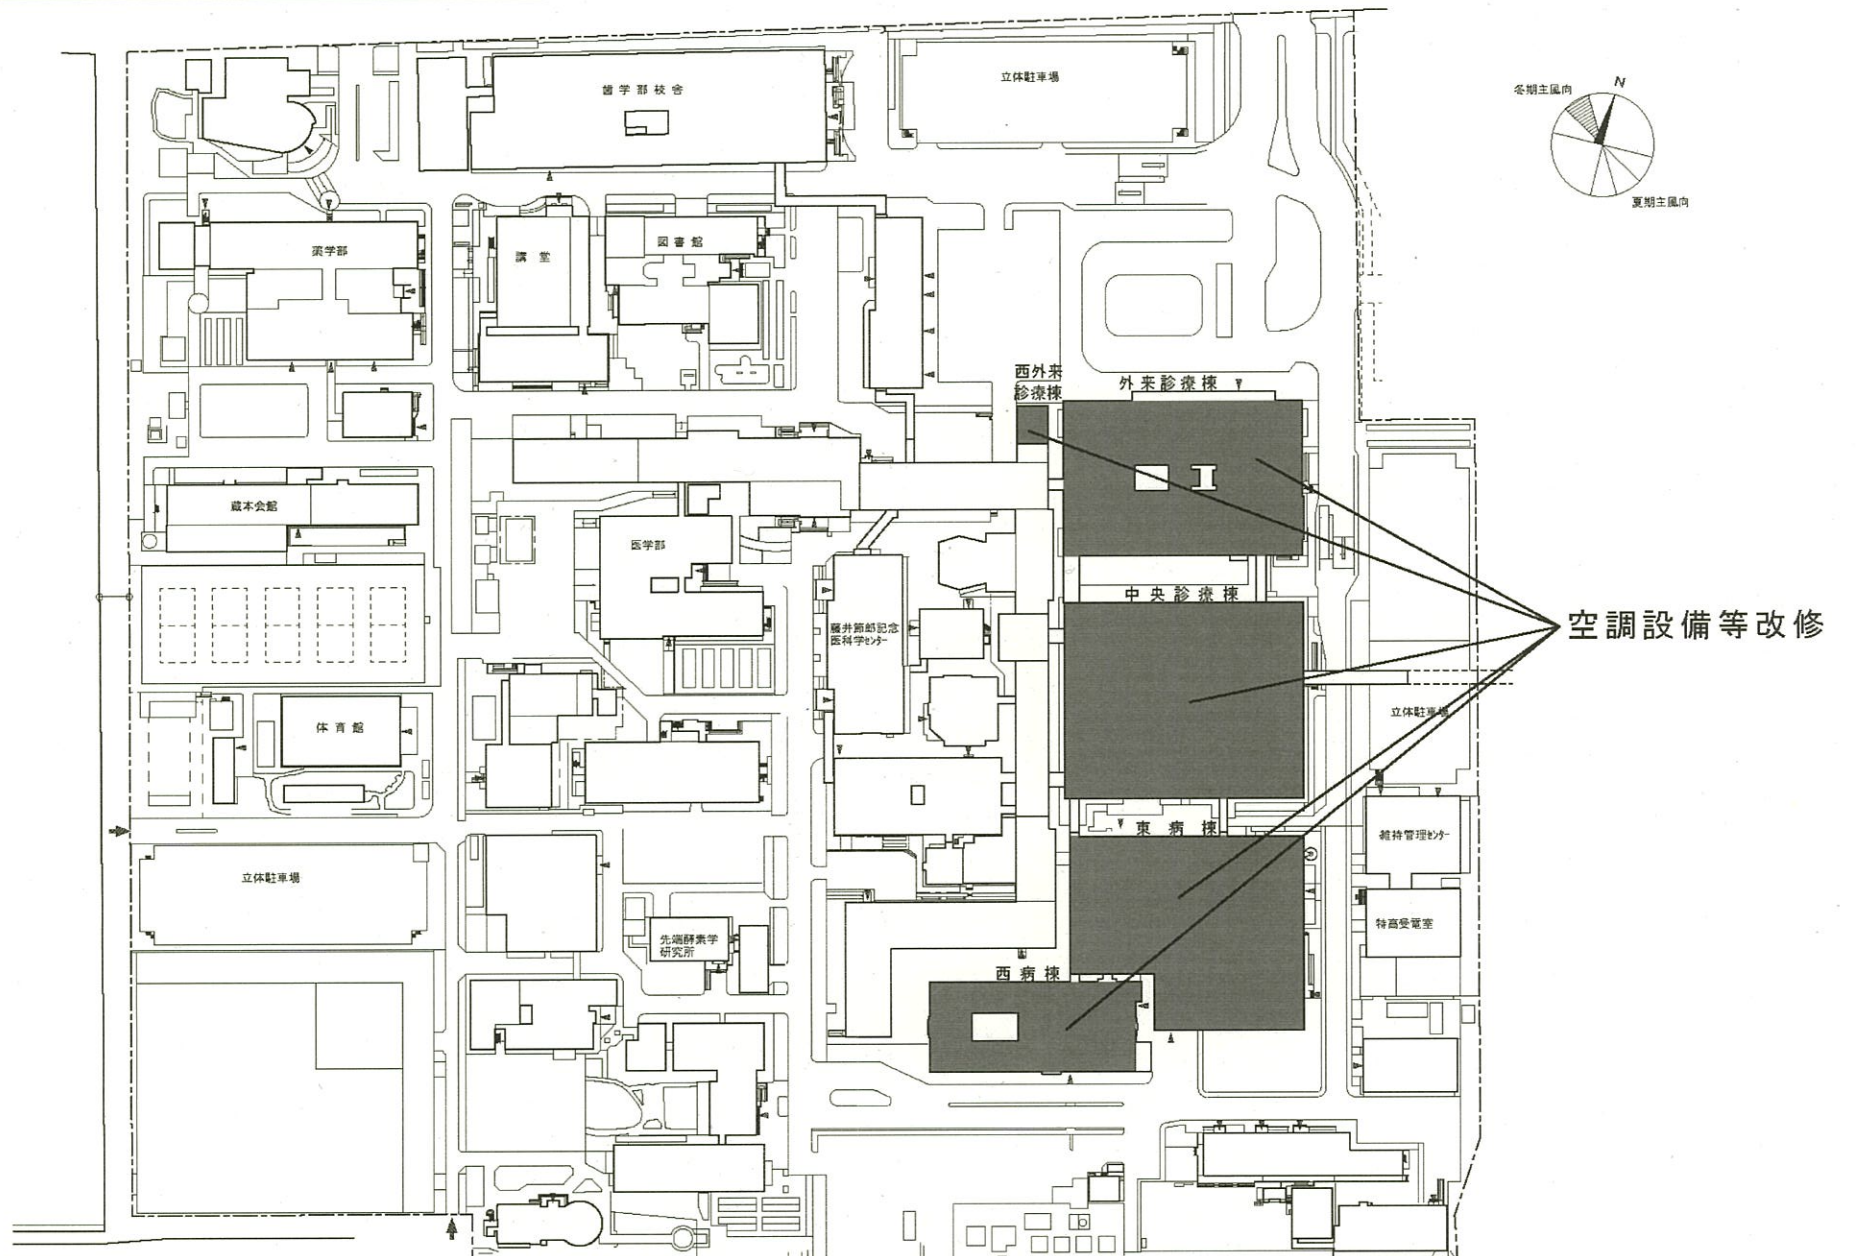 歯学部校舎
立体駐車場
N
冬期主風向
夏期主風向
薬学部
講堂
図書館
西外来
診療棟
外来診療棟
蔵本会館
医学部
中央診療棟
藤井節郎記念
医科学センター
空調設備等改修
体育館
立体駐車場
東病棟
維持管理センター
立体駐車場
先端酵素学
研究所
特高受電室
西病棟